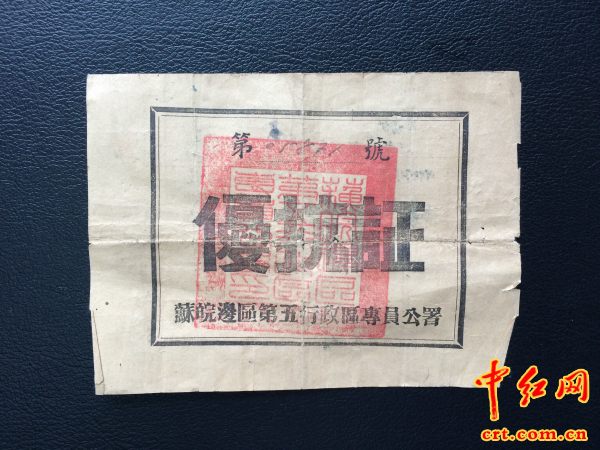 第 號
優抗証
蘇皖邊區第五行政區專員公署
中红网
crt.com.cn